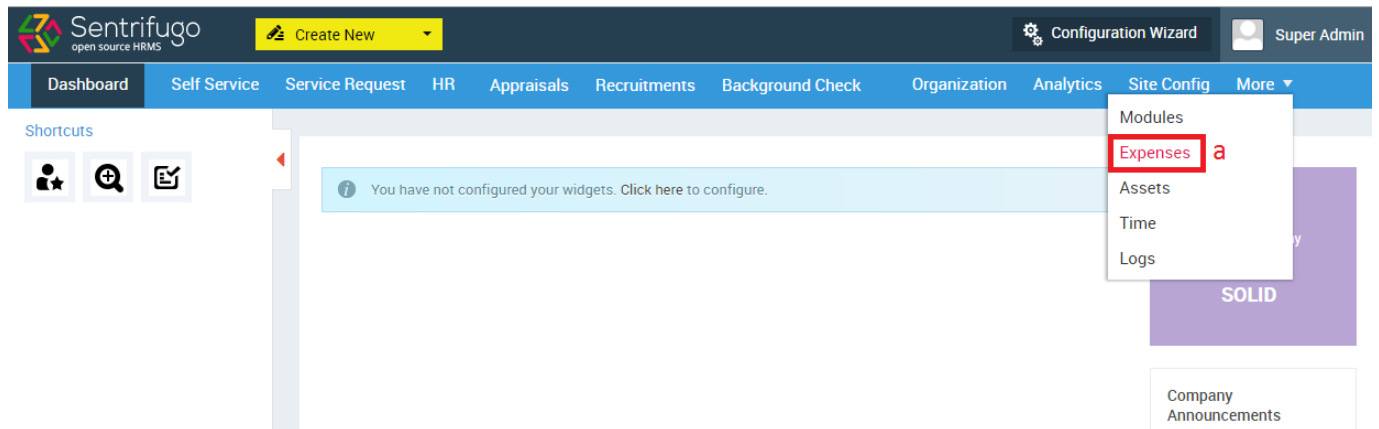 Sentrifugo
open source HRMS
Create New
Configuration Wizard
Super Admin
Dashboard Self Service Service Request HR Appraisals Recruitments Background Check Organization Analytics Site Config More
Shortcuts
Modules
Expenses a
Assets
Time
Logs
You have not configured your widgets. Click here to configure.
SOLID
Company
Announcements